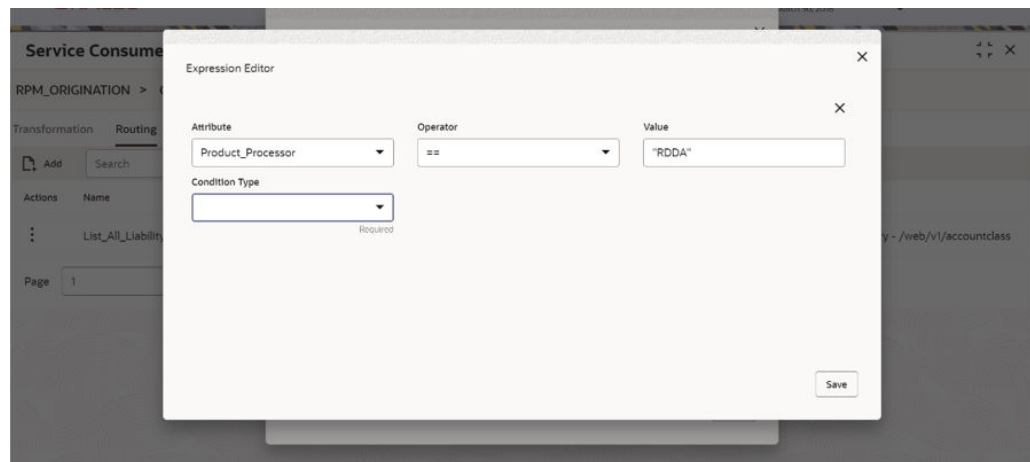 Service Consume
RPM_ORIGINATION >
Transformation Routing
Add Search
Actions Name
List_All_Liability
y - /web/v1/accountclass
Page 1
Expression Editor
Attribute Operator Value
Product_Processor == "RDDA"
Condition Type
Required
Save